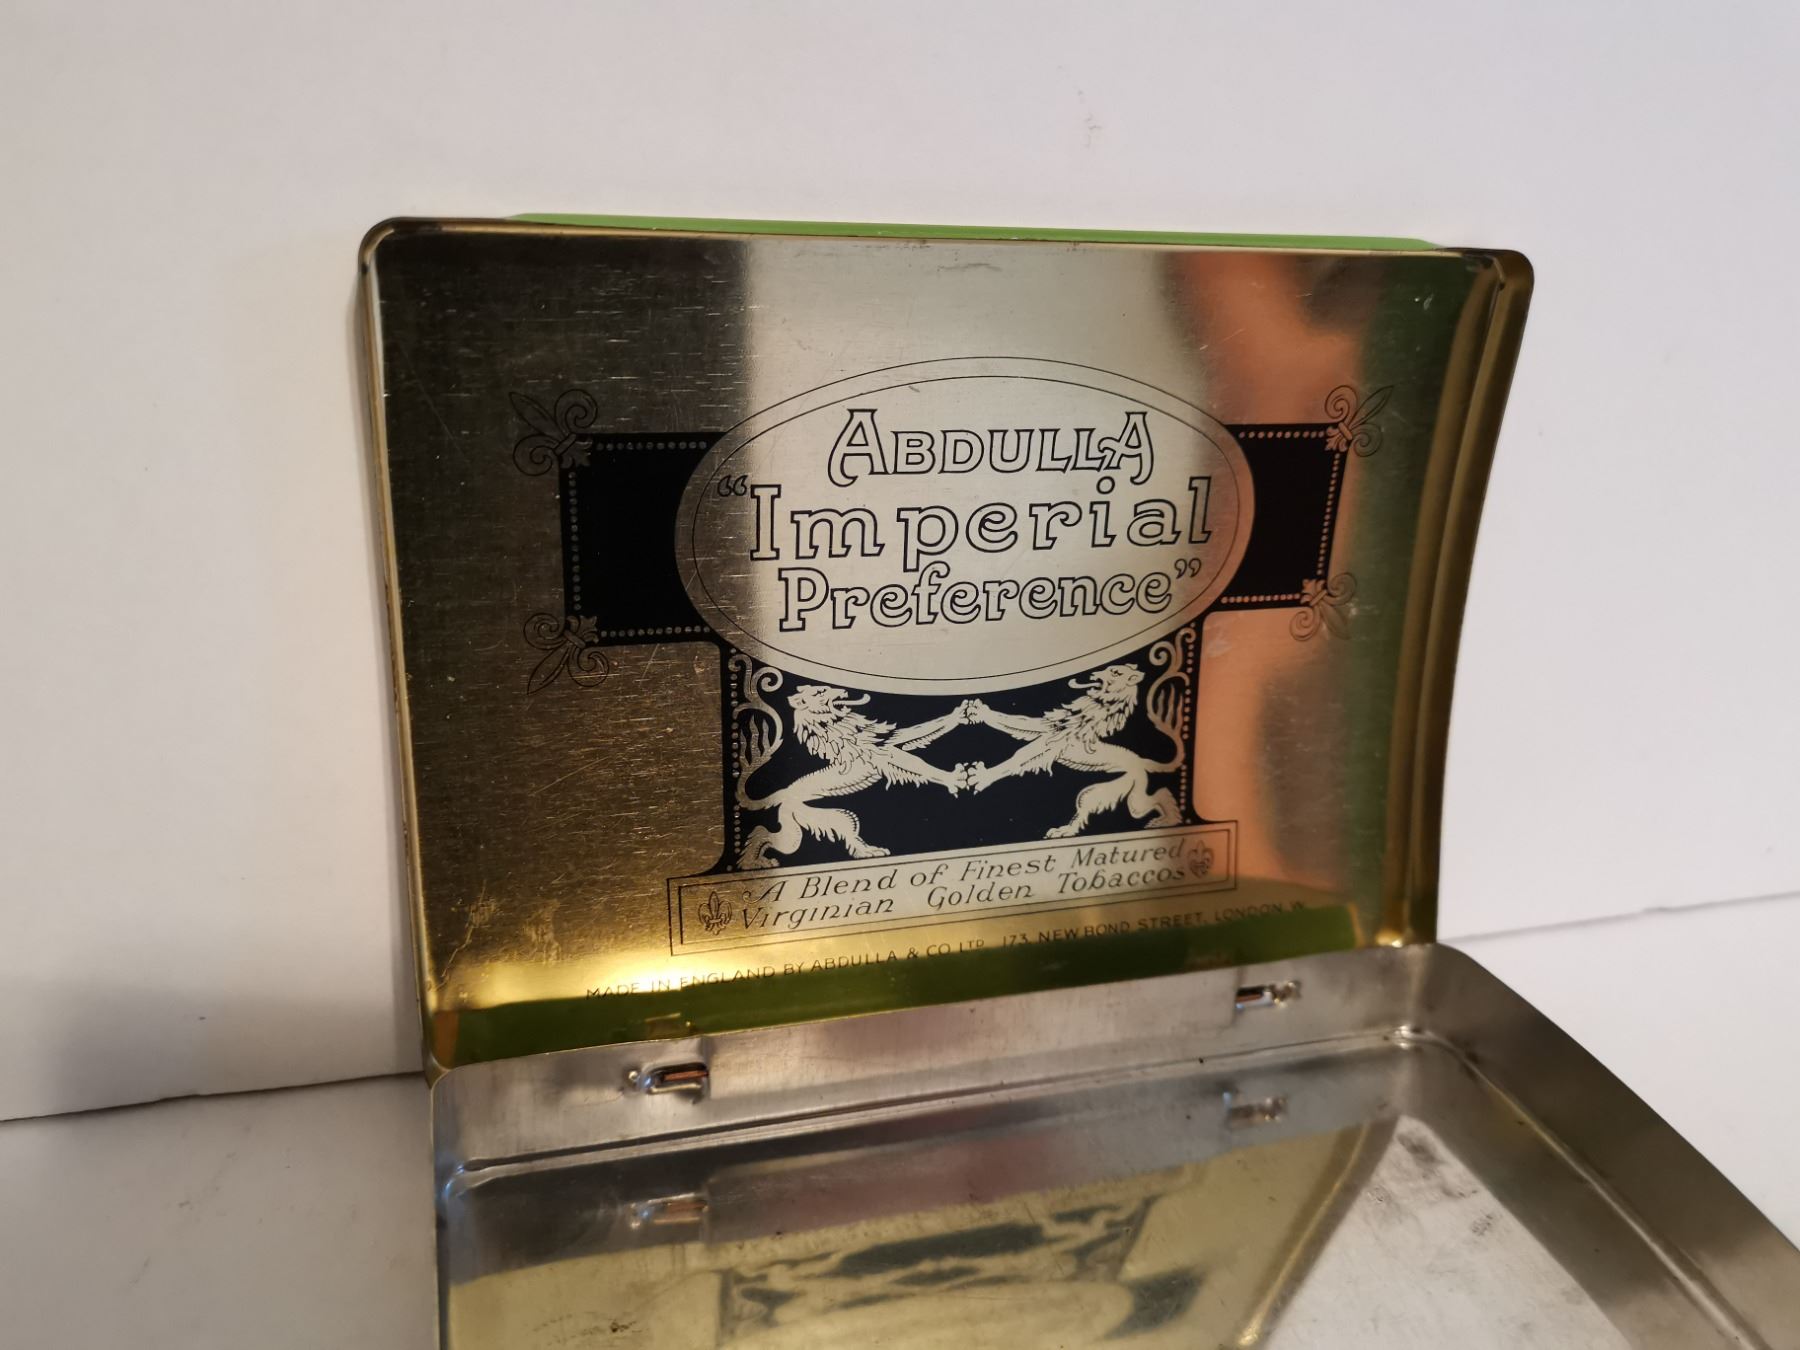 ABDULLA
"Imperial
Preference"
A Blend of Finest Matured
Virginian Golden Tobaccos
MADE IN ENGLAND BY ABDULLA & CO LTD. 173, NEW BOND STREET, LONDON. W.